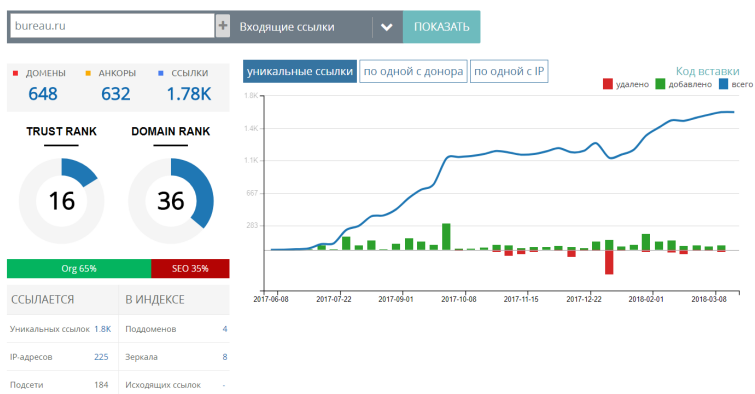 bureau.ru + Входящие ссылки ПОКАЗАТЬ
ДОМЕНЫ АНКОРЫ ССЫЛКИ
648 632 1.78K
TRUST RANK DOMAIN RANK
16 36
Org 65% SEO 35%
ССЫЛАЕТСЯ В ИНДЕКСЕ
Уникальных ссылок 1.8K Поддоменов 4
IP-адресов 225 Зеркала 8
Подсети 184 Исходящих ссылок -
уникальные ссылки по одной с донора по одной с IP Код вставки
удалено добавлено всего
1.8K
1.4K
1.1K
667
283
2017-06-08 2017-07-22 2017-09-01 2017-10-08 2017-11-15 2017-12-22 2018-02-01 2018-03-08